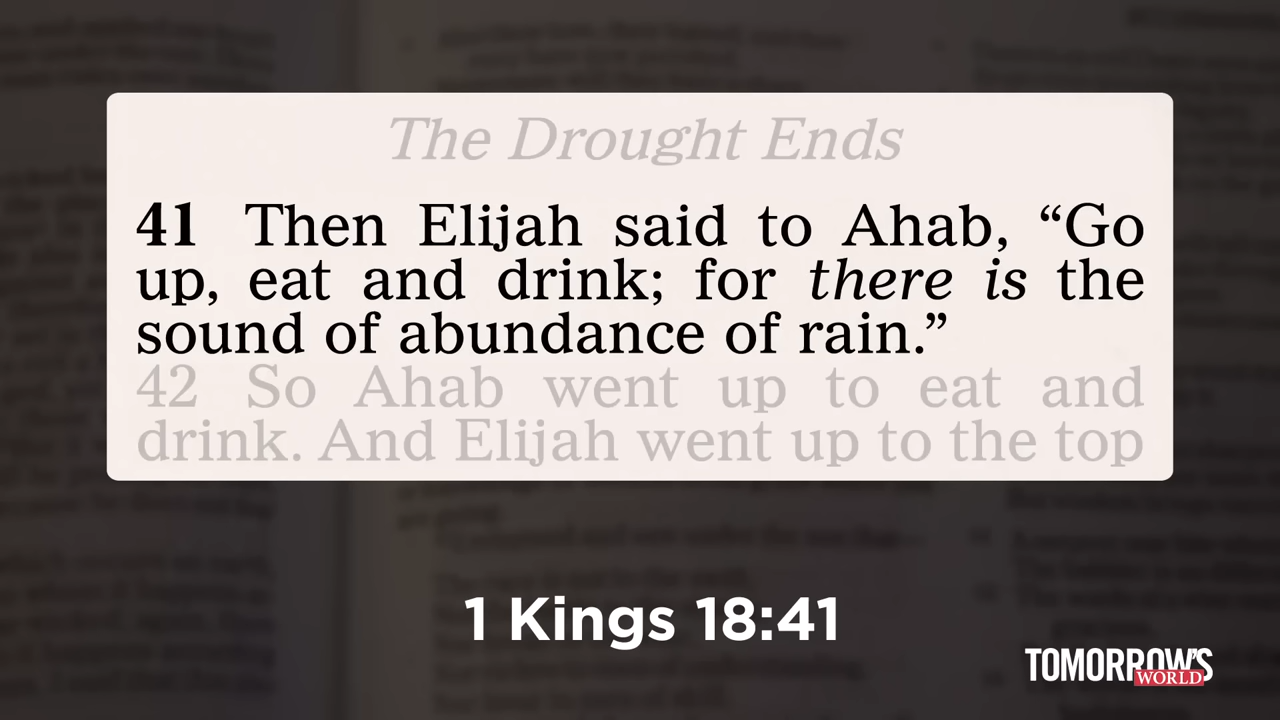 The Drought Ends
41 Then Elijah said to Ahab, “Go
up, eat and drink; for there is the
sound of abundance of rain.”
42 So Ahab went up to eat and
drink. And Elijah went up to the top
1 Kings 18:41
TOMORROW'S
WORLD